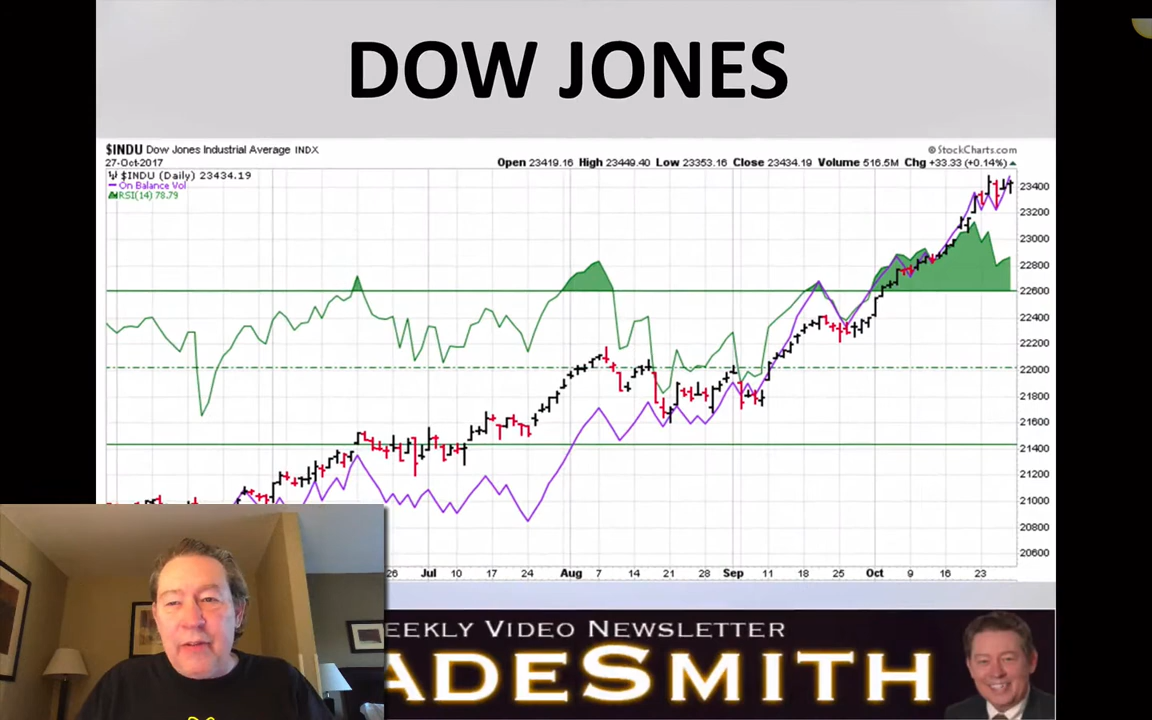 DOW JONES
$INDU Dow Jones Industrial Average INDX
© StockCharts.com
27-Oct-2017
Open 23419.16 High 23449.40 Low 23353.16 Close 23434.19 Volume 516.5M Chg +33.33 (+0.14%)
$INDU (Daily) 23434.19
On Balance Vol
RSI(14) 78.79
23400
23200
23000
22800
22600
22400
22200
22000
21800
21600
21400
21200
21000
20800
20600
26 Jul 10 17 24 Aug 7 14 21 28 Sep 11 18 25 Oct 9 16 23
EEKLY VIDEO NEWSLETTER
ADESMITH